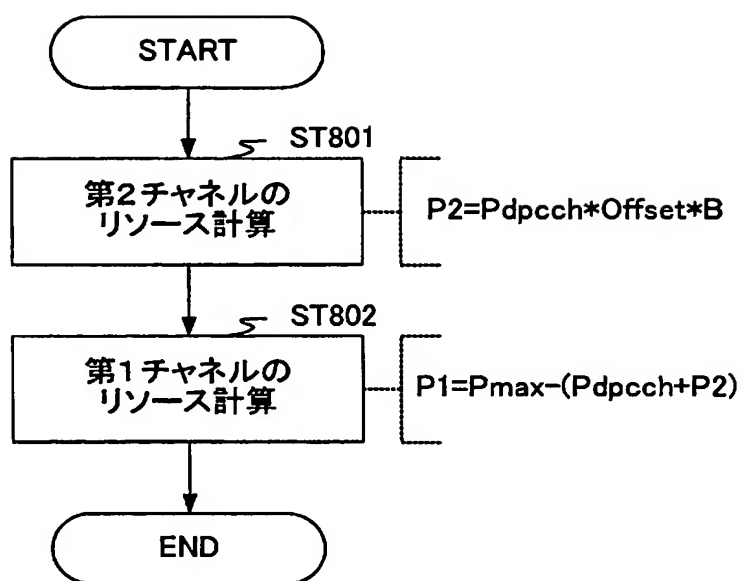 START
ST801
第2チャネルの
リソース計算
P2=Pdpcch*Offset*B
ST802
第1チャネルの
リソース計算
P1=Pmax-(Pdpcch+P2)
END